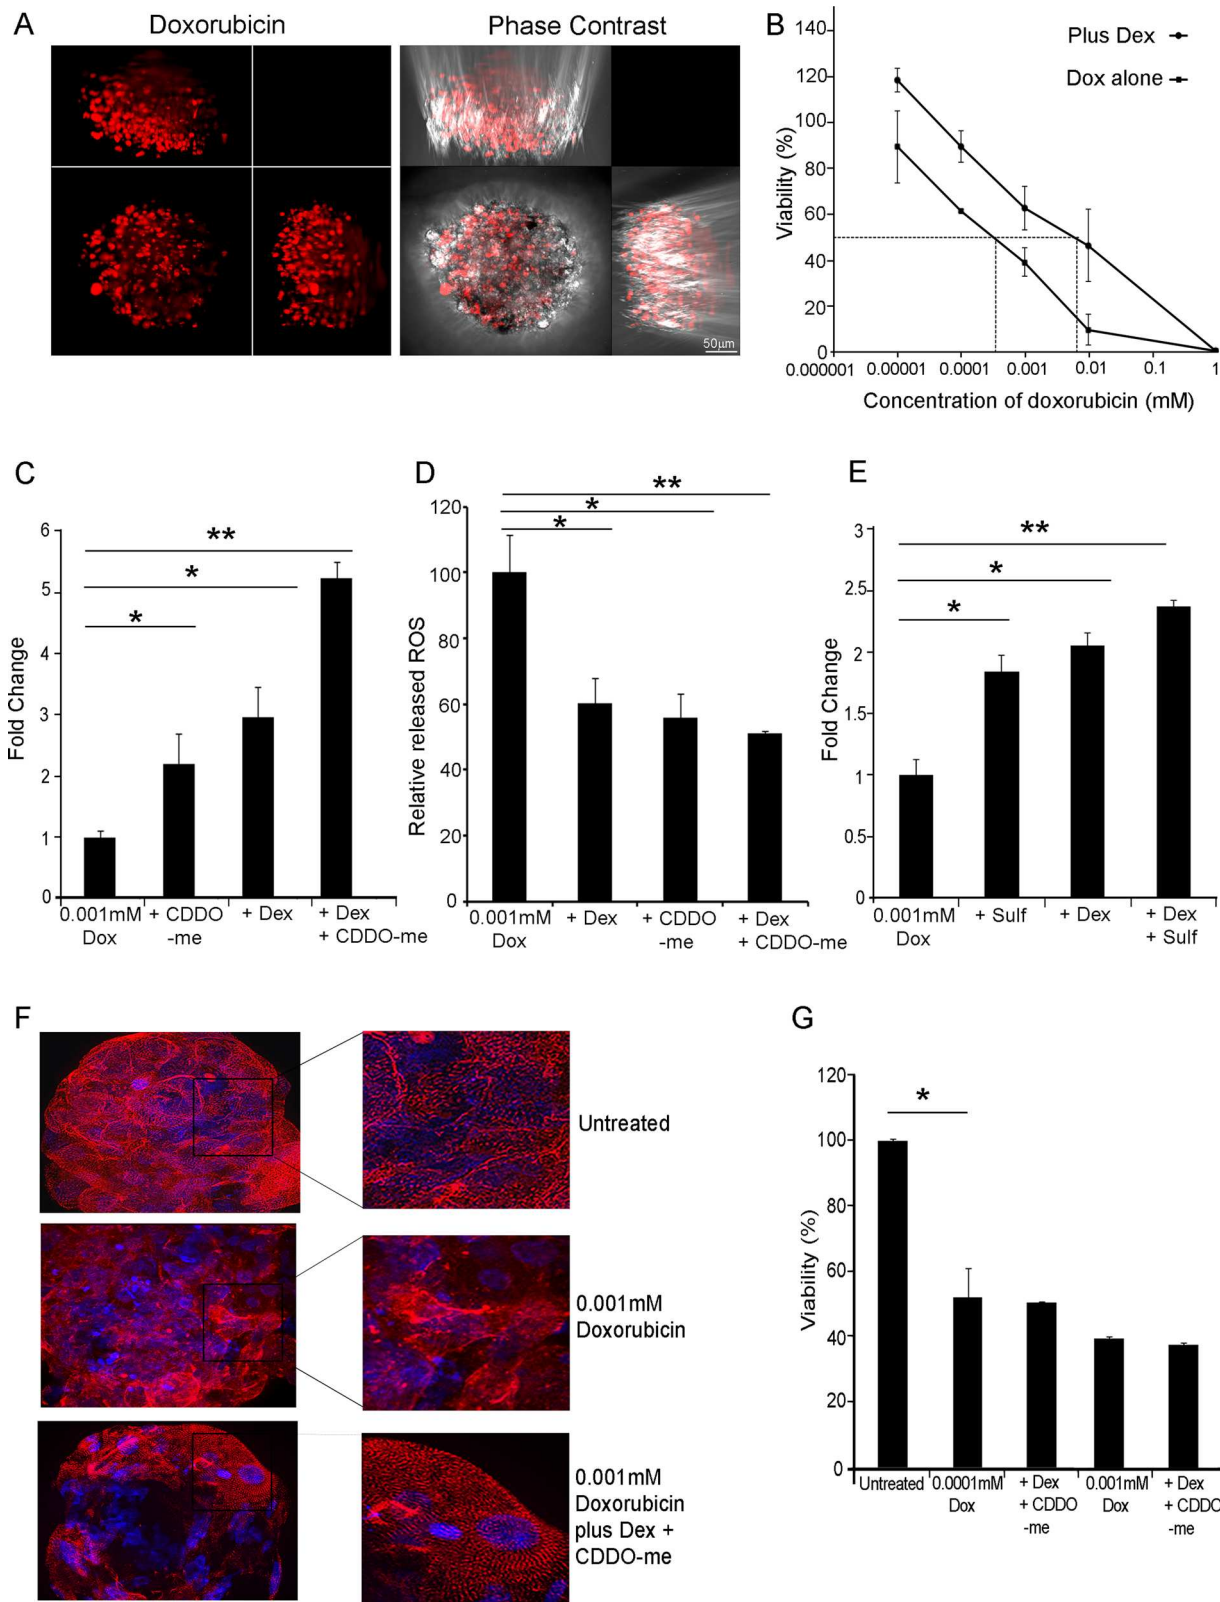 A
Doxorubicin
Phase Contrast
50µm
B
Plus Dex
Dox alone
Viability (%)
140
120
100
80
60
40
20
0
0.000001
0.00001
0.0001
0.001
0.01
0.1
1
Concentration of doxorubicin (mM)
C
Fold Change
6
5
4
3
2
1
0
**
*
*
0.001mM
Dox
+ CDDO
-me
+ Dex
+ Dex
+ CDDO-me
D
Relative released ROS
120
100
80
60
40
20
0
**
*
*
0.001mM
Dox
+ Dex
+ CDDO
-me
+ Dex
+ CDDO-me
E
Fold Change
3
2.5
2
1.5
1
0.5
0
**
*
*
0.001mM
Dox
+ Sulf
+ Dex
+ Dex
+ Sulf
F
Untreated
0.001mM
Doxorubicin
0.001mM
Doxorubicin
plus Dex +
CDDO-me
G
Viability (%)
120
100
80
60
40
20
0
*
Untreated
0.0001mM
Dox
+ Dex
+ CDDO
-me
0.001mM
Dox
+ Dex
+ CDDO
-me